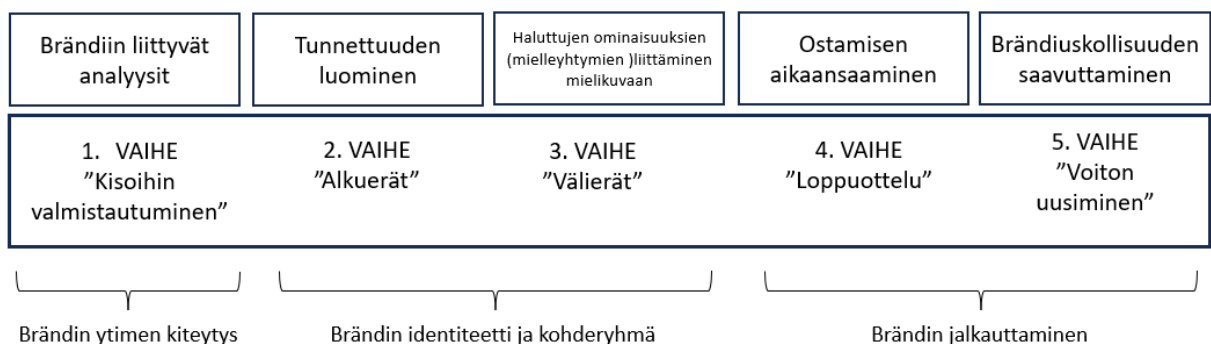 Brändiin liittyvät
analyysit
Tunnettuuden
luominen
Haluttujen ominaisuuksien
(mielleyhtymien )liittäminen
mielikuvaan
Ostamisen
aikaansaaminen
Brändiuskollisuuden
saavuttaminen
1. VAIHE
”Kisoihin
valmistautuminen”
2. VAIHE
”Alkuerät”
3. VAIHE
”Välierät”
4. VAIHE
”Loppuottelu”
5. VAIHE
”Voiton
uusiminen”
Brändin ytimen kiteytys
Brändin identiteetti ja kohderyhmä
Brändin jalkauttaminen